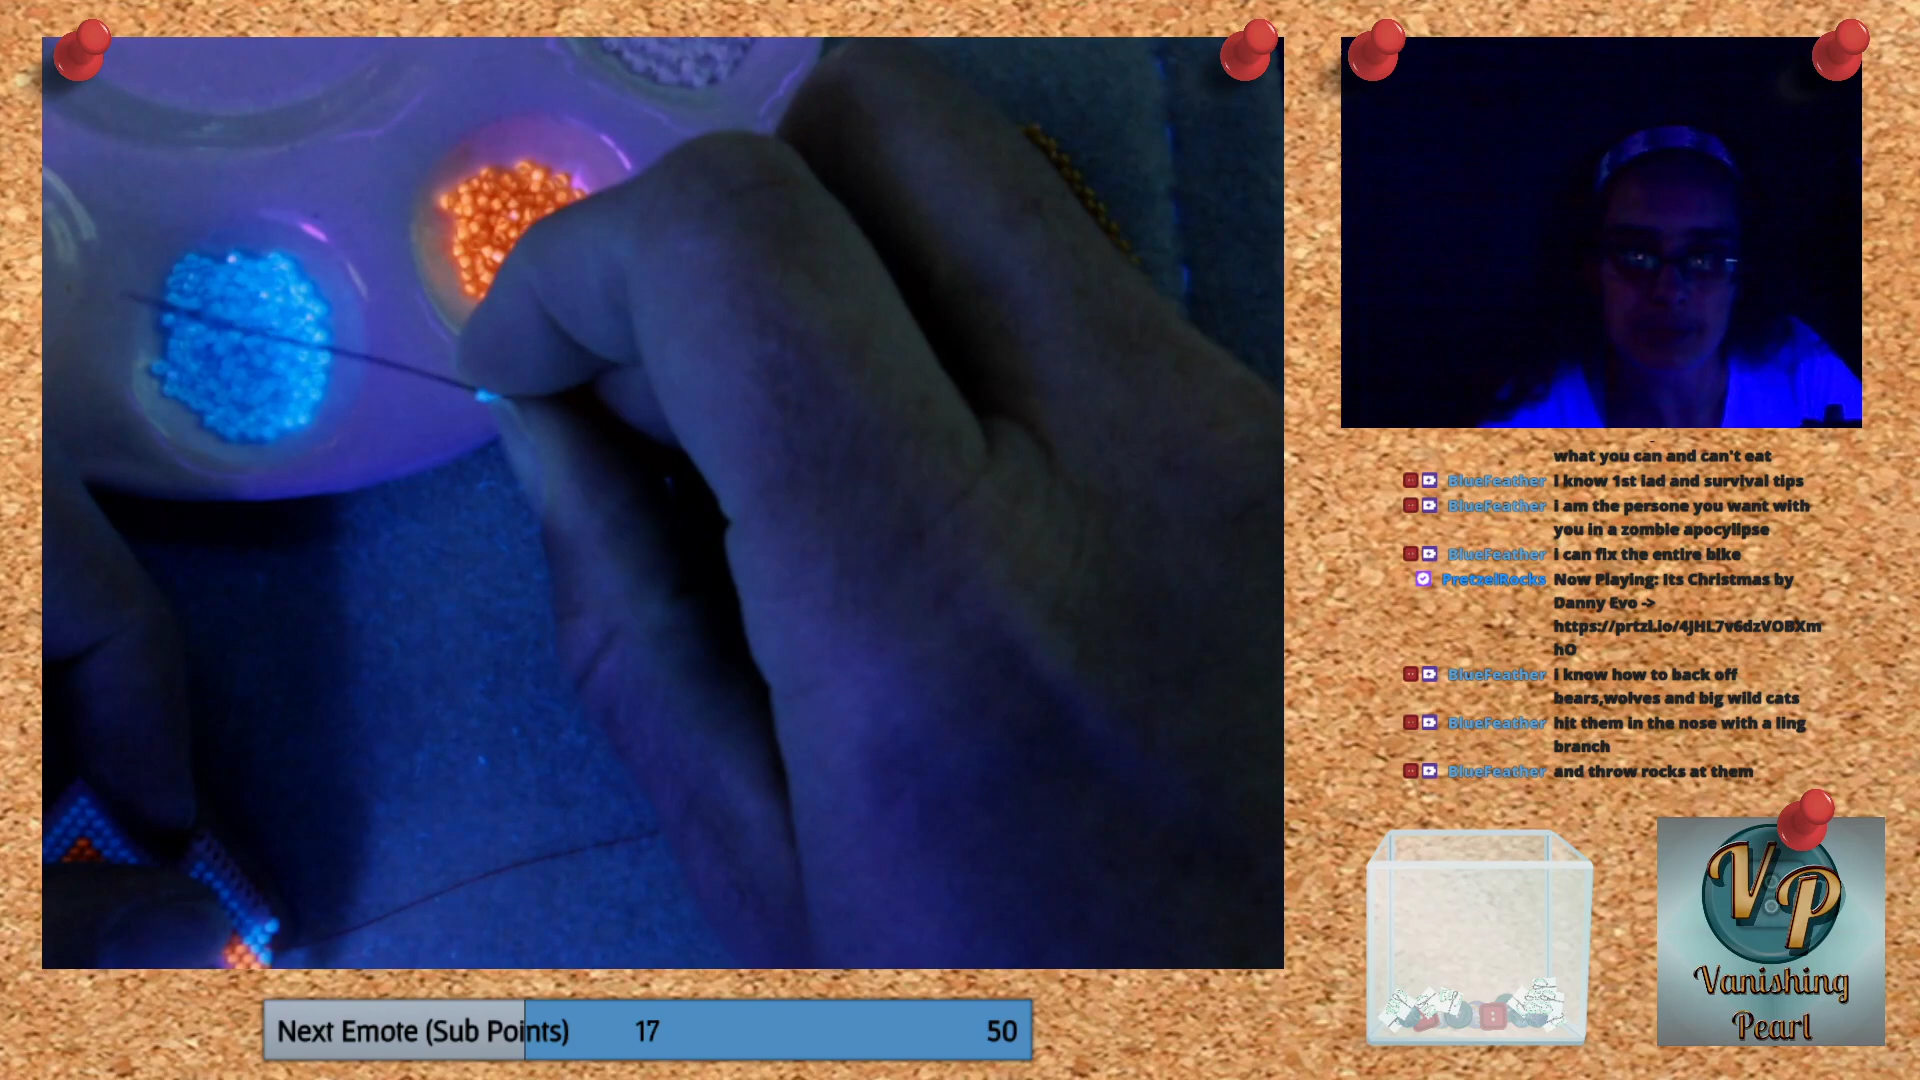 what you can and can't eat
BlueFeather i know 1st iad and survival tips
BlueFeather i am the persone you want with
you in a zombie apocylipse
BlueFeather i can fix the entire bike
PretzelRocks Now Playing: Its Christmas by
Danny Evo ->
https://prtzl.io/4JHL7v6dzVOBXm
hO
BlueFeather i know how to back off
bears,wolves and big wild cats
BlueFeather hit them in the nose with a ling
branch
BlueFeather and throw rocks at them
VP
Vanishing
Pearl
Next Emote (Sub Points) 17 50